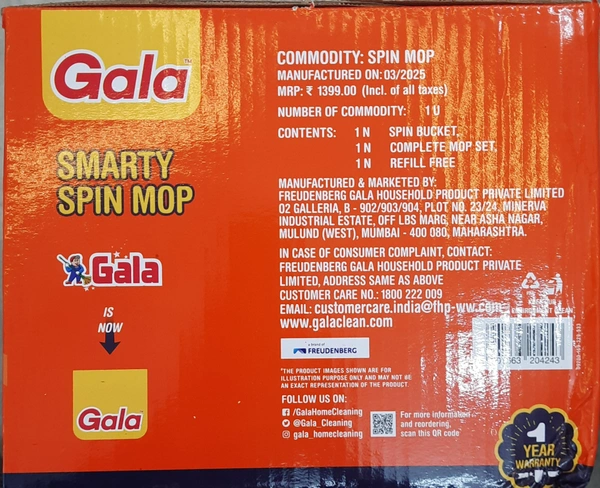 Gala™
SMARTY
SPIN MOP
Gala
IS
NOW
Gala
COMMODITY: SPIN MOP
MANUFACTURED ON: 03/2025
MRP: ₹ 1399.00 (Incl. of all taxes)
NUMBER OF COMMODITY: 1 U
CONTENTS: 1 N SPIN BUCKET,
1 N COMPLETE MOP SET,
1 N REFILL FREE
MANUFACTURED & MARKETED BY:
FREUDENBERG GALA HOUSEHOLD PRODUCT PRIVATE LIMITED
02 GALLERIA, B - 902/903/904, PLOT NO. 23/24, MINERVA
INDUSTRIAL ESTATE, OFF LBS MARG, NEAR ASHA NAGAR,
MULUND (WEST), MUMBAI - 400 080, MAHARASHTRA.
IN CASE OF CONSUMER COMPLAINT, CONTACT:
FREUDENBERG GALA HOUSEHOLD PRODUCT PRIVATE
LIMITED, ADDRESS SAME AS ABOVE
CUSTOMER CARE NO.: 1800 222 009
EMAIL: customercare.india@fhp-ww.com
www.galaclean.com
a brand of
FREUDENBERG
*THE PRODUCT IMAGES SHOWN ARE FOR
ILLUSTRATION PURPOSE ONLY AND MAY NOT BE
AN EXACT REPRESENTATION OF THE PRODUCT
FOLLOW US ON:
/GalaHomeCleaning
@Gala_Cleaning
gala_homecleaning
For more information
and reordering,
scan this QR code
204243
1
YEAR
WARRANTY